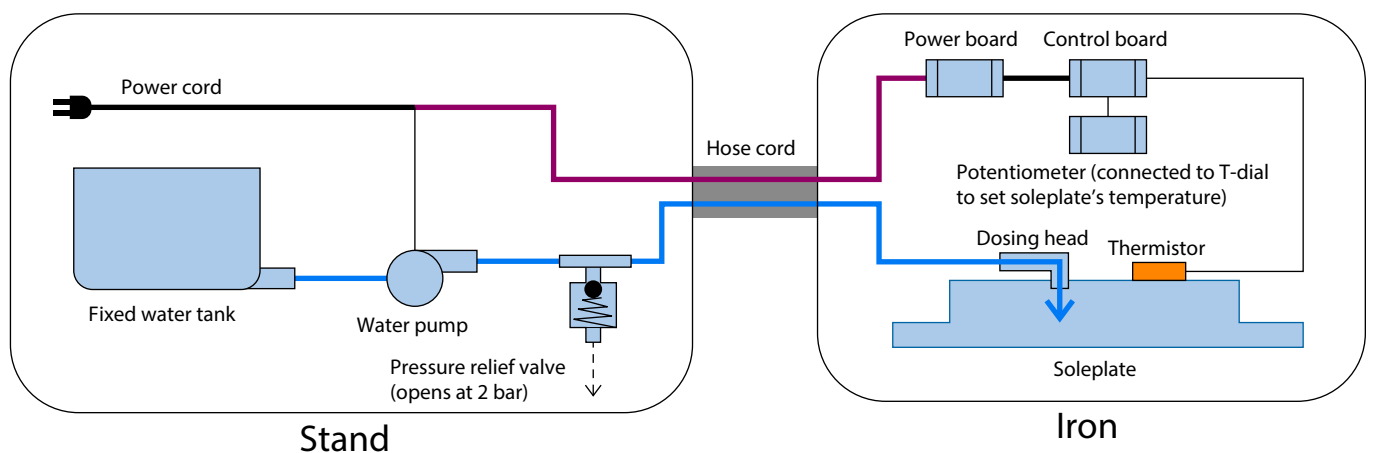 Power board
Control board
Power cord
Hose cord
Potentiometer (connected to T-dial
to set soleplate's temperature)
Dosing head
Thermistor
Fixed water tank
Water pump
Pressure relief valve
(opens at 2 bar)
Soleplate
Stand
Iron